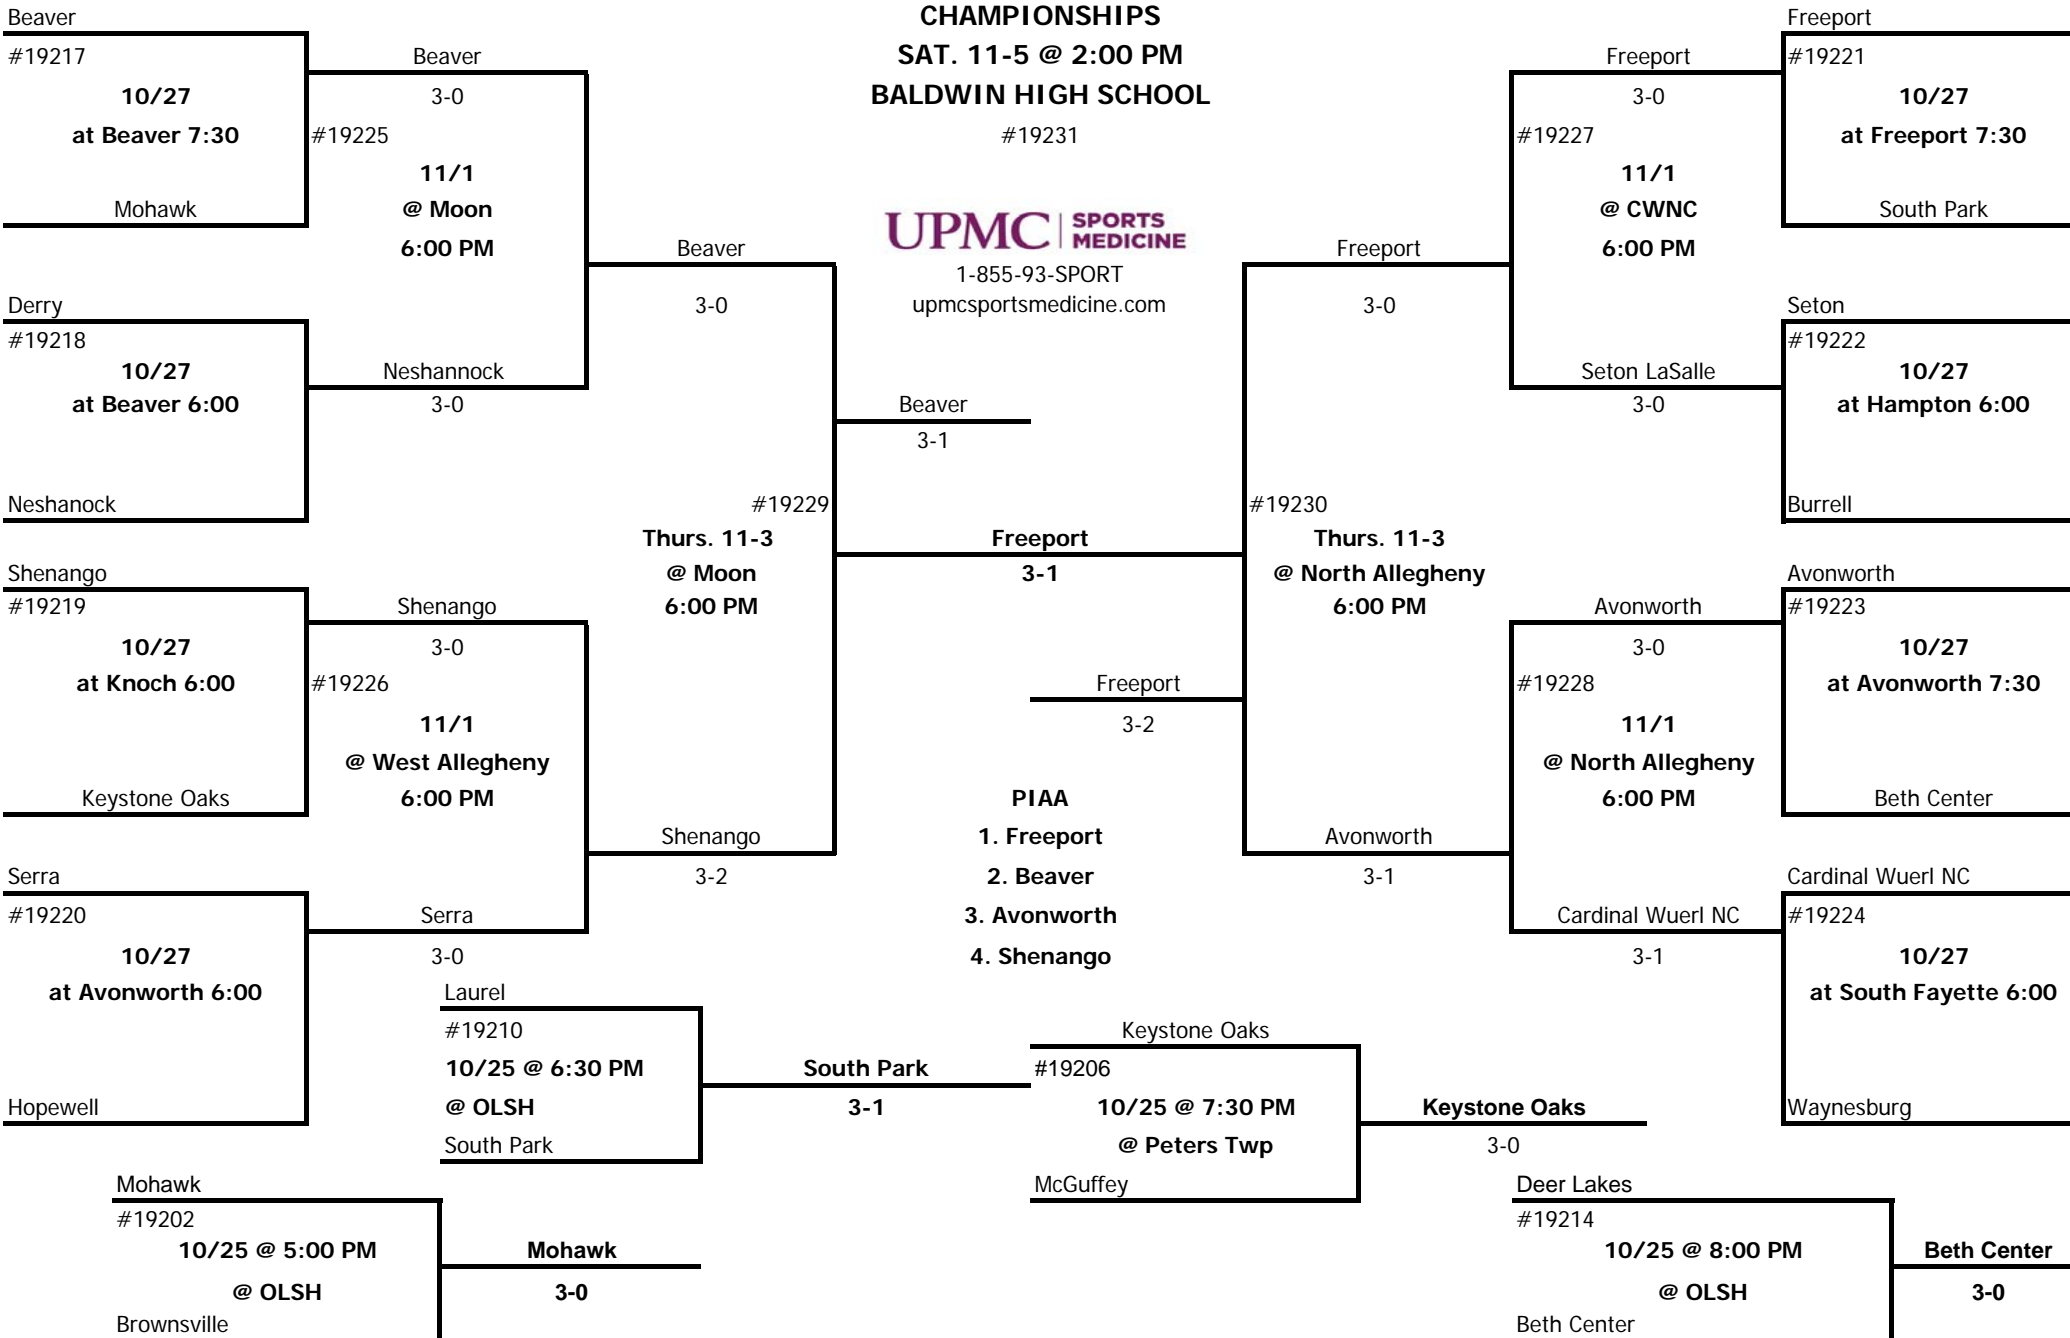 Beaver
CHAMPIONSHIPS
Freeport
#19217
Beaver
SAT. 11-5 @ 2:00 PM
Freeport
#19221
10/27
3-0
BALDWIN HIGH SCHOOL
3-0
10/27
at Beaver 7:30
#19225
#19231
#19227
at Freeport 7:30
11/1
11/1
Mohawk
@ Moon
UPMC | SPORTS MEDICINE
@ CWNC
South Park
6:00 PM
Beaver
Freeport
6:00 PM
1-855-93-SPORT
Derry
3-0
upmcsportsmedicine.com
3-0
Seton
#19218
#19222
10/27
Neshannock
Seton LaSalle
10/27
at Beaver 6:00
3-0
Beaver
3-0
at Hampton 6:00
3-1
Neshanock
#19229
#19230
Burrell
Thurs. 11-3
Freeport
Thurs. 11-3
Shenango
@ Moon
3-1
@ North Allegheny
Avonworth
#19219
Shenango
6:00 PM
6:00 PM
Avonworth
#19223
10/27
3-0
3-0
10/27
at Knoch 6:00
#19226
Freeport
#19228
at Avonworth 7:30
11/1
3-2
11/1
@ West Allegheny
@ North Allegheny
Keystone Oaks
6:00 PM
PIAA
6:00 PM
Beth Center
Shenango
1. Freeport
Avonworth
Serra
3-2
2. Beaver
3-1
Cardinal Wuerl NC
#19220
Serra
3. Avonworth
Cardinal Wuerl NC
#19224
10/27
3-0
4. Shenango
3-1
10/27
at Avonworth 6:00
Laurel
at South Fayette 6:00
#19210
Keystone Oaks
10/25 @ 6:30 PM
South Park
#19206
Hopewell
@ OLSH
3-1
10/25 @ 7:30 PM
Keystone Oaks
Waynesburg
South Park
@ Peters Twp
3-0
Mohawk
McGuffey
Deer Lakes
#19202
#19214
10/25 @ 5:00 PM
Mohawk
10/25 @ 8:00 PM
Beth Center
@ OLSH
3-0
@ OLSH
3-0
Brownsville
Beth Center